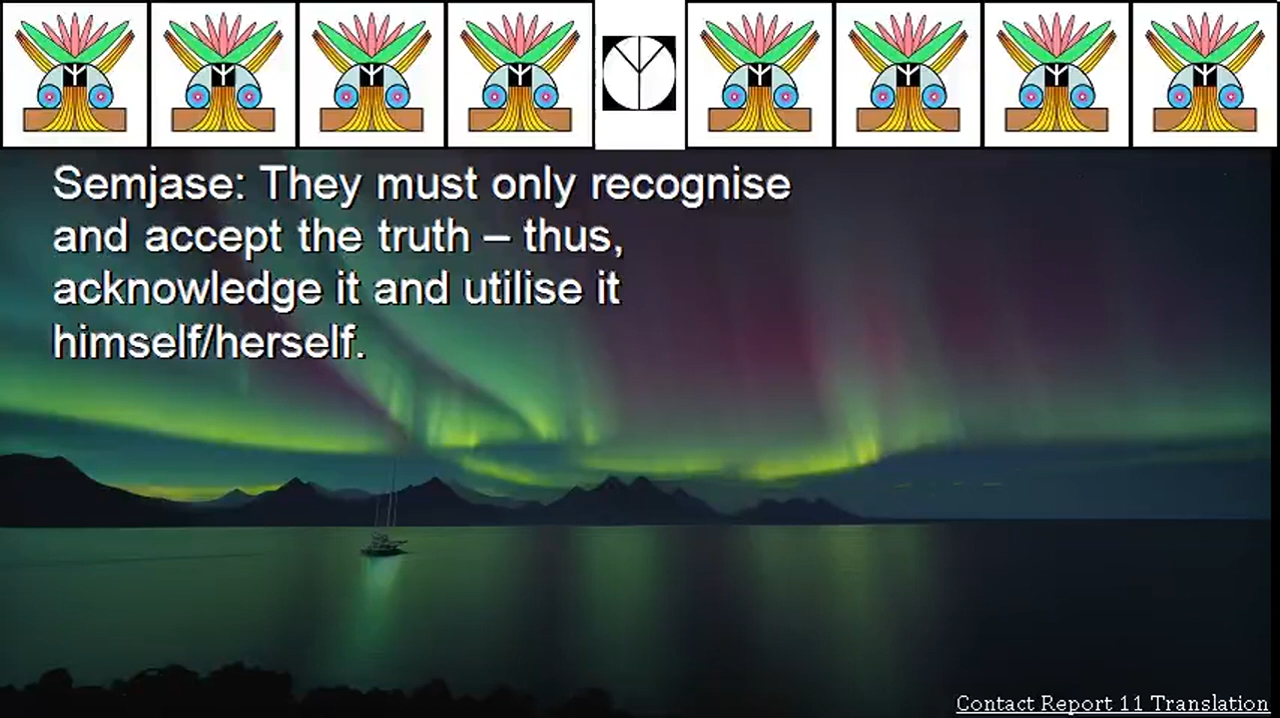 Semjase: They must only recognise
and accept the truth – thus,
acknowledge it and utilise it
himself/herself.
Contact Report 11 Translation